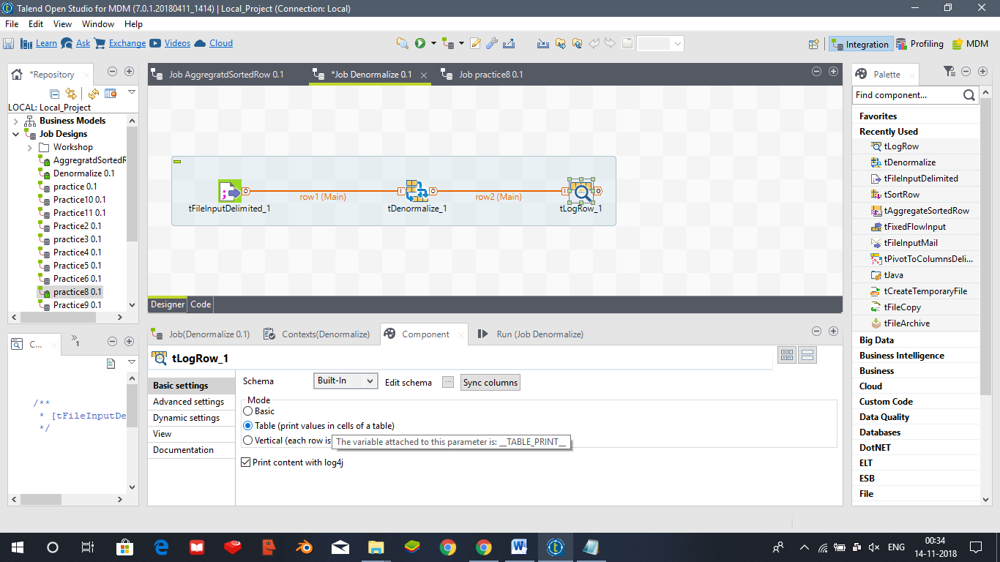 Talend Open Studio for MDM (7.0.1.20180411_1414) | Local_Project (Connection: Local)
File Edit View Window Help
Learn Ask Exchange Videos Cloud
Integration Profiling MDM
*Repository
LOCAL: Local_Project
Business Models
Job Designs
Workshop
AggregratdSortedR
Denormalize 0.1
practice 0.1
Practice10 0.1
Practice11 0.1
Practice2 0.1
practice3 0.1
Practice4 0.1
Practice5 0.1
Practice6 0.1
practice8 0.1
Practice9 0.1
Job AggregratdSortedRow 0.1 *Job Denormalize 0.1 Job practice8 0.1
row1 (Main) row2 (Main)
tFileInputDelimited_1 tDenormalize_1 tLogRow_1
Designer Code
Palette
Find component...
Favorites
Recently Used
tLogRow
tDenormalize
tFileInputDelimited
tSortRow
tAggregateSortedRow
tFixedFlowInput
tFileInputMail
tPivotToColumnsDeli...
tJava
tCreateTemporaryFile
tFileCopy
tFileArchive
Big Data
Business Intelligence
Business
Cloud
Custom Code
Data Quality
Databases
DotNET
ELT
ESB
File
C... »1
/**
* [tFileInputDe
*/
Job(Denormalize 0.1) Contexts(Denormalize) Component Run (Job Denormalize)
tLogRow_1
Basic settings
Advanced settings
Dynamic settings
View
Documentation
Schema Built-In Edit schema ... Sync columns
Mode
Basic
Table (print values in cells of a table)
Vertical (each row is
The variable attached to this parameter is: __TABLE_PRINT__
Print content with log4j
ENG 00:34
14-11-2018